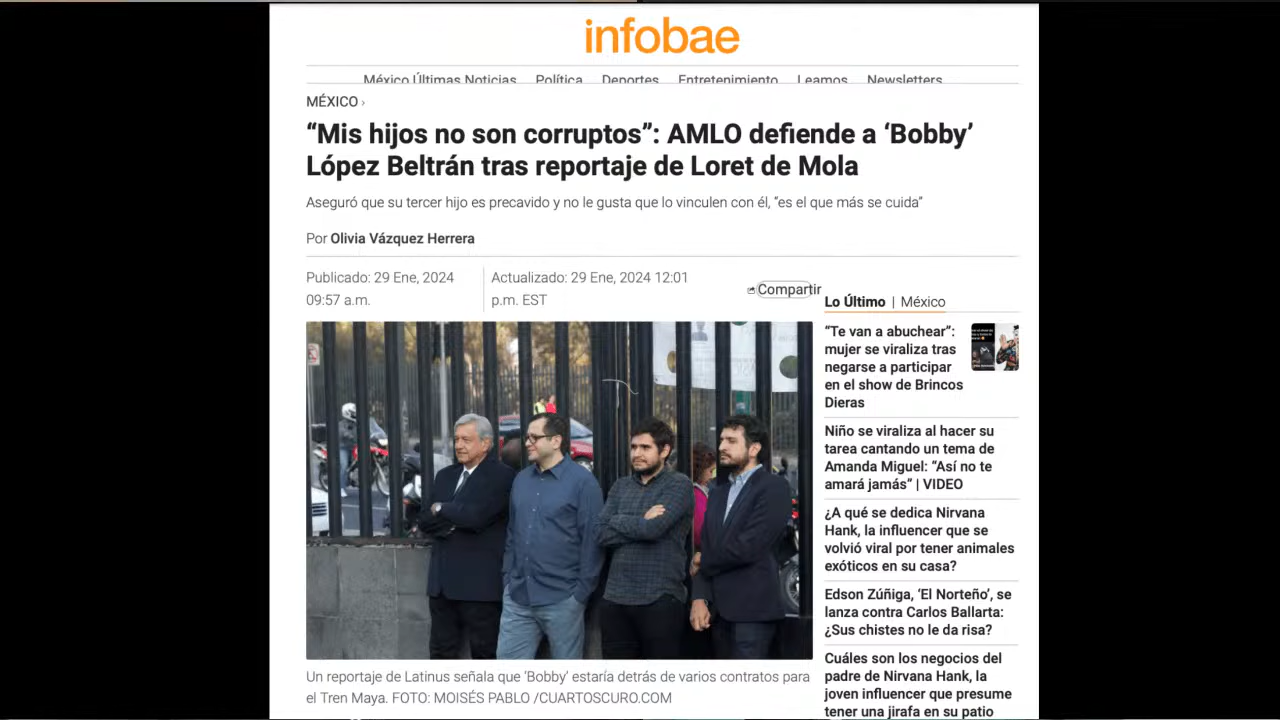 infobae
México Últimas Noticias Política Deportes Entretenimiento Leamos Newsletters
MÉXICO ›
“Mis hijos no son corruptos”: AMLO defiende a ‘Bobby’
López Beltrán tras reportaje de Loret de Mola
Aseguró que su tercer hijo es precavido y no le gusta que lo vinculen con él, “es el que más se cuida”
Por Olivia Vázquez Herrera
Publicado: 29 Ene, 2024
09:57 a.m.
Actualizado: 29 Ene, 2024 12:01
p.m. EST
Compartir
Un reportaje de Latinus señala que ‘Bobby’ estaría detrás de varios contratos para
el Tren Maya. FOTO: MOISÉS PABLO /CUARTOSCURO.COM
Lo Último | México
“Te van a abuchear”:
mujer se viraliza tras
negarse a participar
en el show de Brincos
Dieras
Niño se viraliza al hacer su
tarea cantando un tema de
Amanda Miguel: “Así no te
amará jamás” | VIDEO
¿A qué se dedica Nirvana
Hank, la influencer que se
volvió viral por tener animales
exóticos en su casa?
Edson Zúñiga, ‘El Norteño’, se
lanza contra Carlos Ballarta:
¿Sus chistes no le da risa?
Cuáles son los negocios del
padre de Nirvana Hank, la
joven influencer que presume
tener una jirafa en su patio